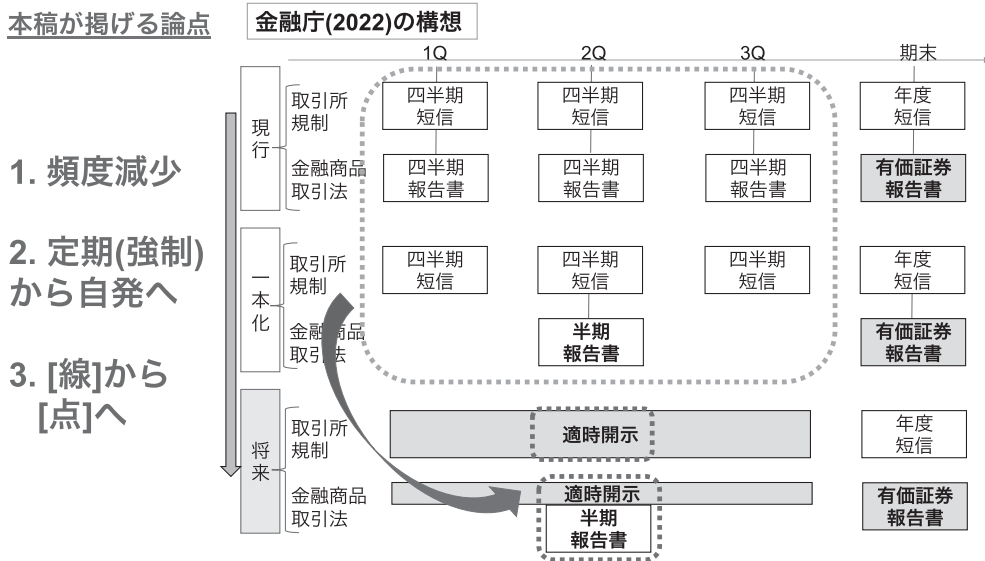 本稿が掲げる論点
金融庁(2022)の構想
1Q
2Q
3Q
期末
1. 頻度減少
2. 定期(強制)
から自発へ
3. [線]から
[点]へ
現行
取引所
規制
四半期
短信
四半期
短信
四半期
短信
年度
短信
金融商品
取引法
四半期
報告書
四半期
報告書
四半期
報告書
有価証券
報告書
一本化
取引所
規制
四半期
短信
四半期
短信
四半期
短信
年度
短信
金融商品
取引法
半期
報告書
有価証券
報告書
将来
取引所
規制
適時開示
年度
短信
金融商品
取引法
適時開示
半期
報告書
有価証券
報告書